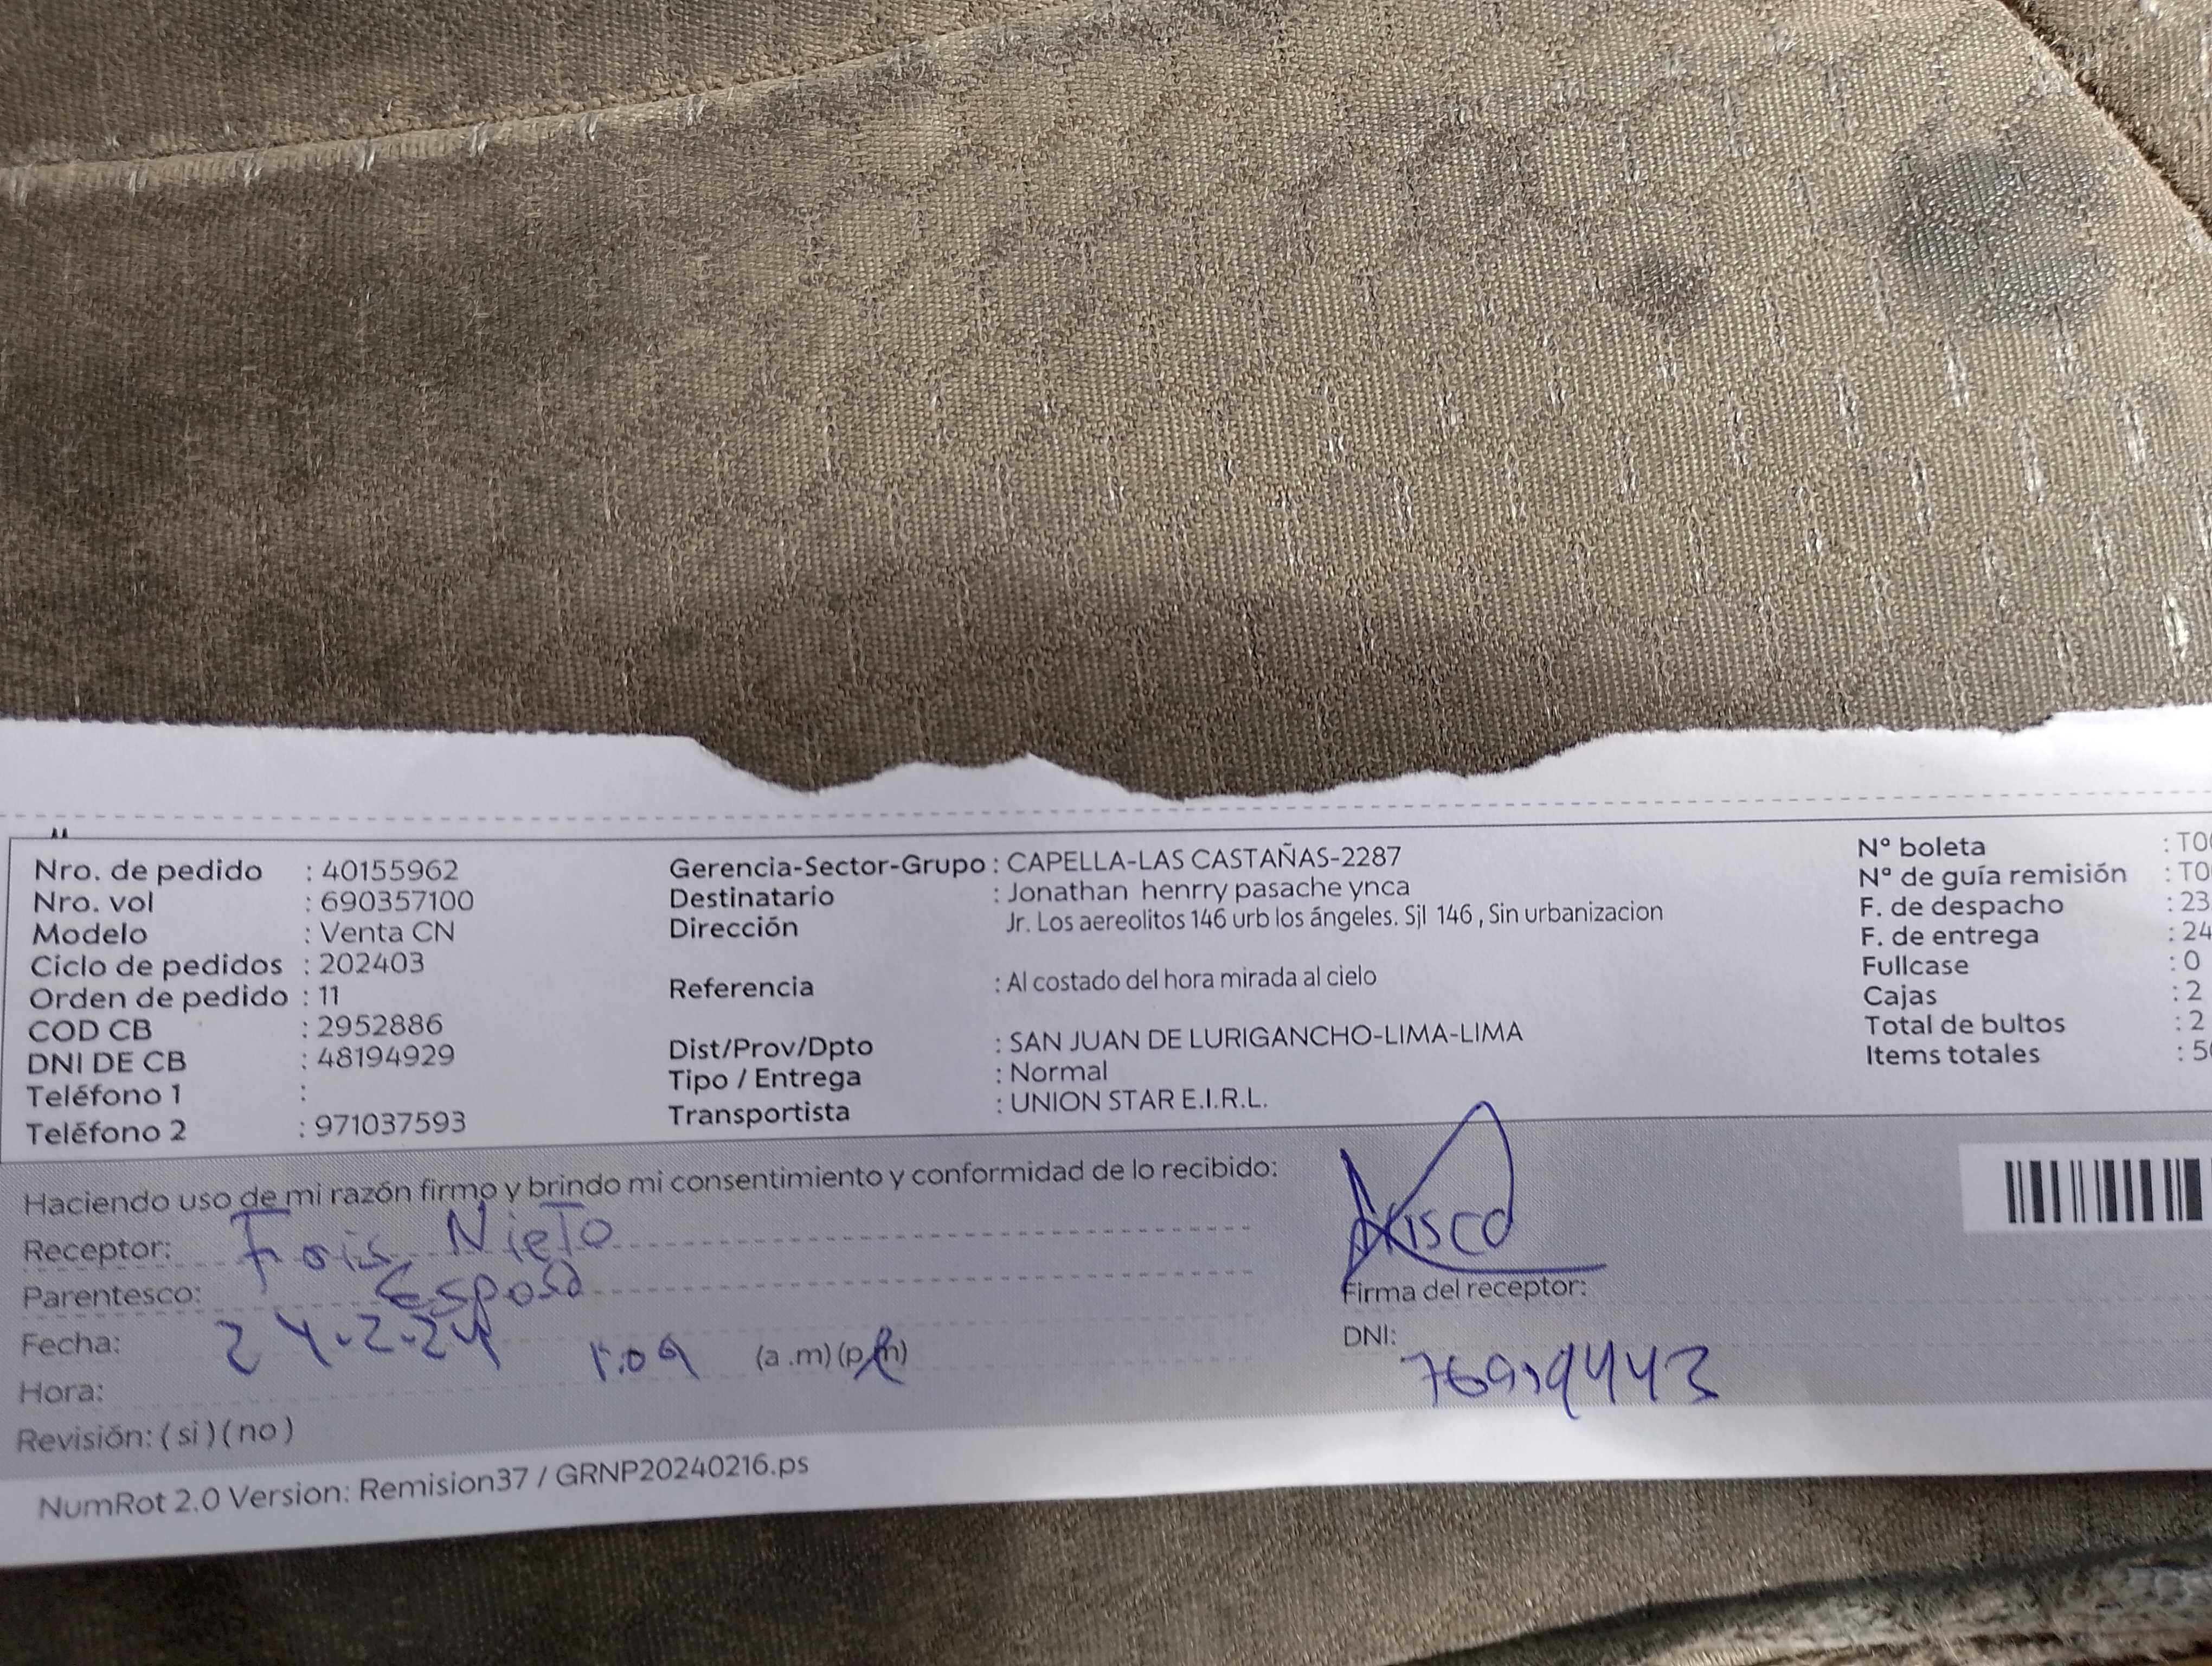 Nro. de pedido : 40155962
Nro. vol : 690357100
Modelo : Venta CN
Ciclo de pedidos : 202403
Orden de pedido : 11
COD CB : 2952886
DNI DE CB : 48194929
Teléfono 1 :
Teléfono 2 : 971037593
Gerencia-Sector-Grupo : CAPELLA-LAS CASTAÑAS-2287
Destinatario : Jonathan henrry pasache ynca
Dirección Jr. Los aereolitos 146 urb los ángeles. Sjl 146 , Sin urbanizacion
Referencia : Al costado del hora mirada al cielo
Dist/Prov/Dpto : SAN JUAN DE LURIGANCHO-LIMA-LIMA
Tipo / Entrega : Normal
Transportista : UNION STAR E.I.R.L.
N° boleta : T0
N° de guía remisión : T0
F. de despacho : 23
F. de entrega : 24
Fullcase : 0
Cajas : 2
Total de bultos : 2
Items totales : 5
Haciendo uso de mi razón firmo y brindo mi consentimiento y conformidad de lo recibido:
Receptor: Nieto
Parentesco: Esposa
Fecha: 24.2.24
Hora: (a .m) (p.m)
Revisión: ( si ) ( no )
Firma del receptor:
DNI:
NumRot 2.0 Version: Remision37 / GRNP20240216.ps